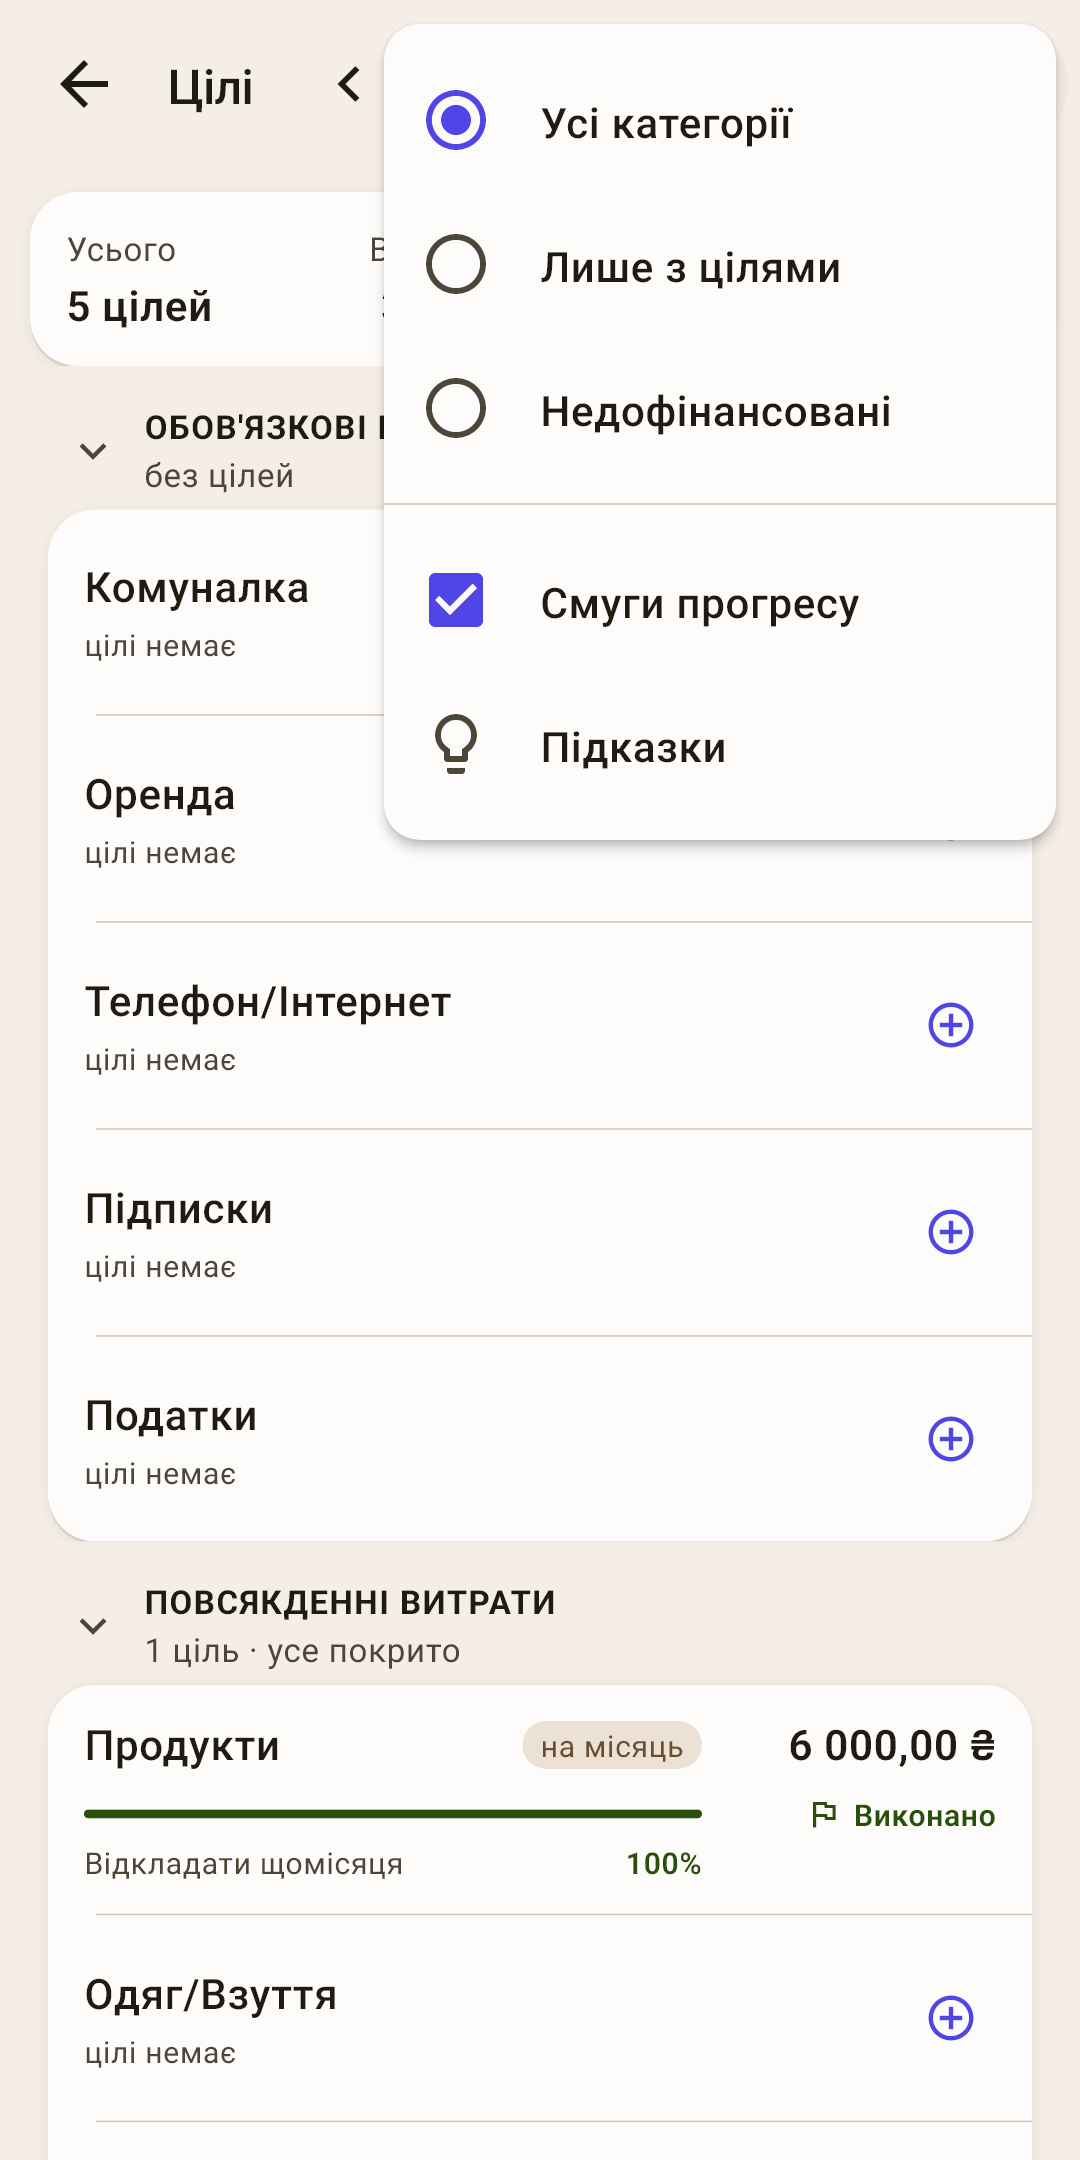 Цілі
Усі категорії
Лише з цілями
Недофінансовані
Смуги прогресу
Підказки
Усього
5 цілей
ОБОВ'ЯЗКОВІ
без цілей
Комуналка
цілі немає
Оренда
цілі немає
Телефон/Інтернет
цілі немає
Підписки
цілі немає
Податки
цілі немає
ПОВСЯКДЕННІ ВИТРАТИ
1 ціль · усе покрито
Продукти
на місяць
6 000,00 ₴
Виконано
Відкладати щомісяця
100%
Одяг/Взуття
цілі немає